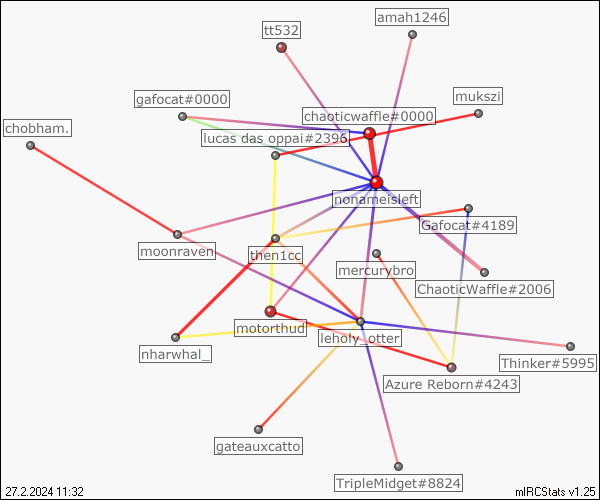 amah1246
tt532
mukszi
gafocat#0000
chaoticwaffle#0000
chobham.
lucas das oppai#2396
nonameisleft
Gafocat#4189
moonraven
then1cc
mercurybro
ChaoticWaffle#2006
motorthud
leholy_otter
nharwhal_
Thinker#5995
Azure Reborn#4243
gateauxcatto
TripleMidget#8824
27.2.2024 11:32
mIRCStats v1.25